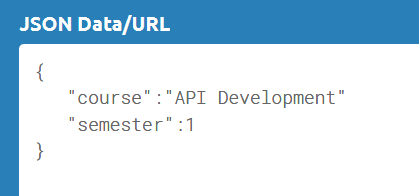 JSON Data/URL
{
    "course":"API Development"
    "semester":1
}